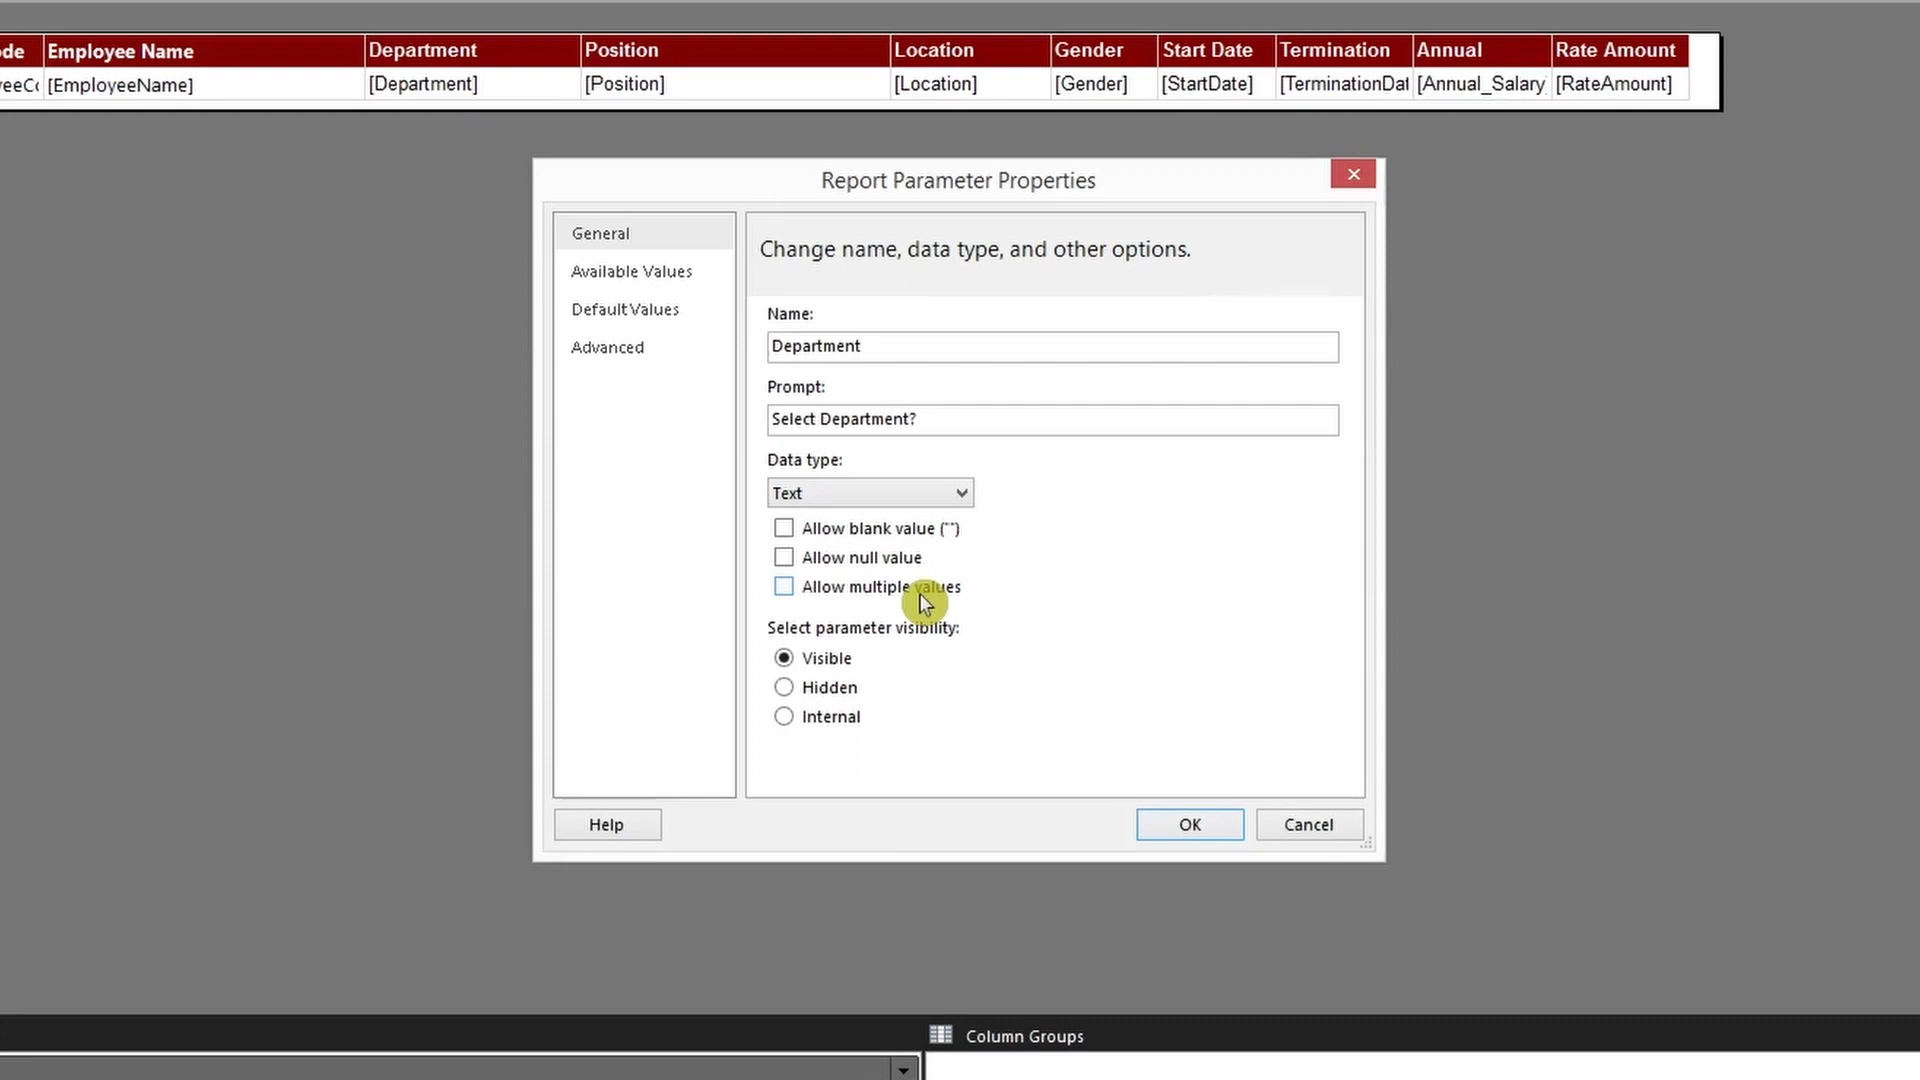 ode Employee Name Department Position Location Gender Start Date Termination Annual Rate Amount
eeC [EmployeeName] [Department] [Position] [Location] [Gender] [StartDate] [TerminationDat [Annual_Salary [RateAmount]
Report Parameter Properties
General
Available Values
Default Values
Advanced
Change name, data type, and other options.
Name:
Department
Prompt:
Select Department?
Data type:
Text
Allow blank value ("")
Allow null value
Allow multiple values
Select parameter visibility:
Visible
Hidden
Internal
Help
OK
Cancel
Column Groups